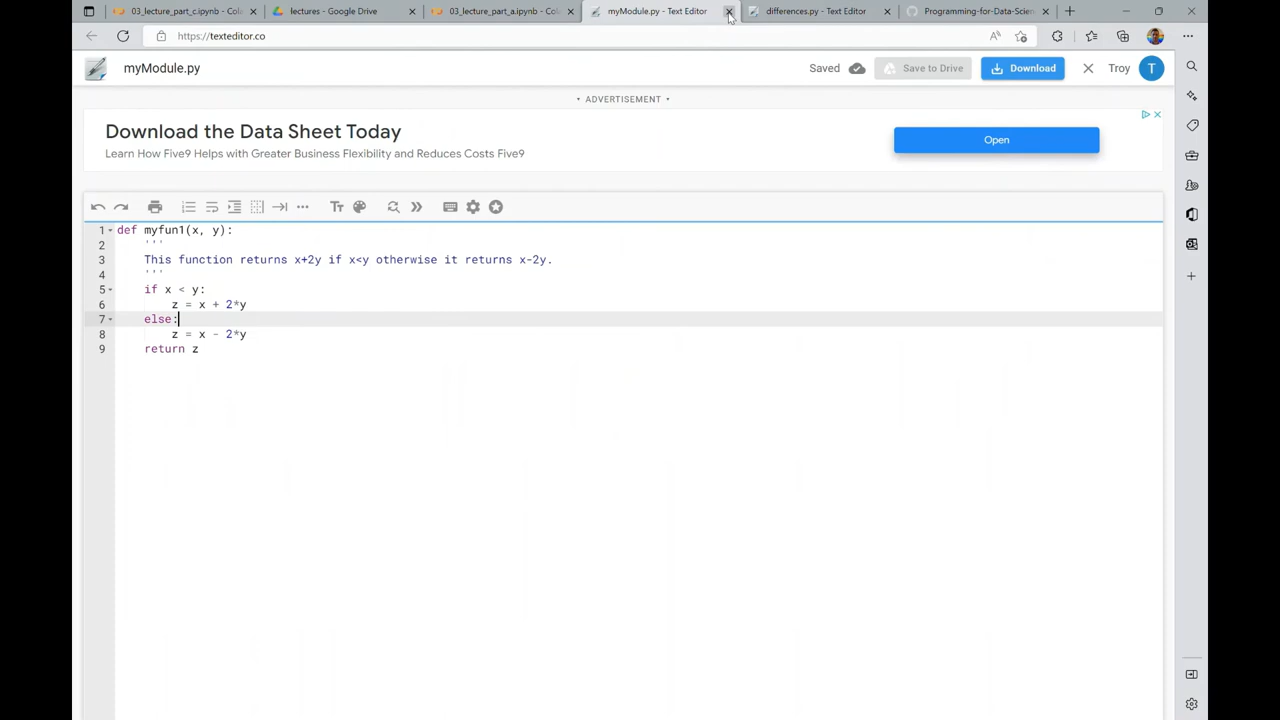 03_lecture_part_c.ipynb - Cola
lectures - Google Drive
03_lecture_part_a.ipynb - Cola
myModule.py - Text Editor
differences.py - Text Editor
Programming-for-Data-Scien
https://texteditor.co
myModule.py
Saved
Save to Drive
Download
Troy
T
• ADVERTISEMENT •
Download the Data Sheet Today
Learn How Five9 Helps with Greater Business Flexibility and Reduces Costs Five9
Open
1 def myfun1(x, y):
2 '''
3 This function returns x+2y if x<y otherwise it returns x-2y.
4 '''
5 if x < y:
6 z = x + 2*y
7 else:
8 z = x - 2*y
9 return z